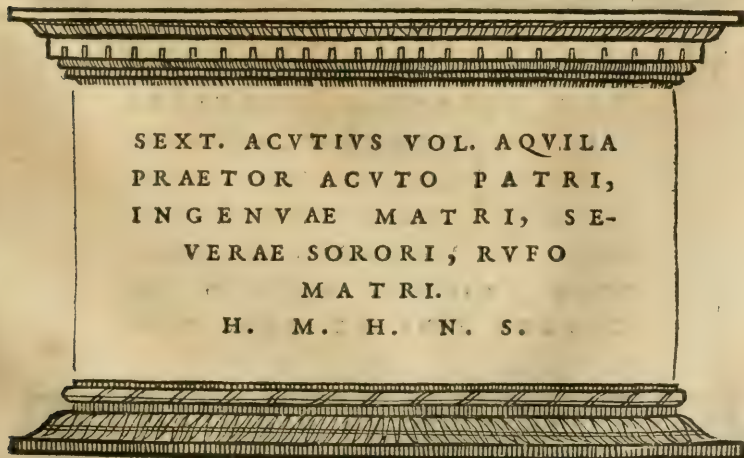 SEXT. ACVTIVS VOL. AQVILA
PRAETOR ACVTO PATRI,
INGENVAE MATRI, SE-
VERAE SORORI, RVFO
MATRI.
H. M. H. N. S.